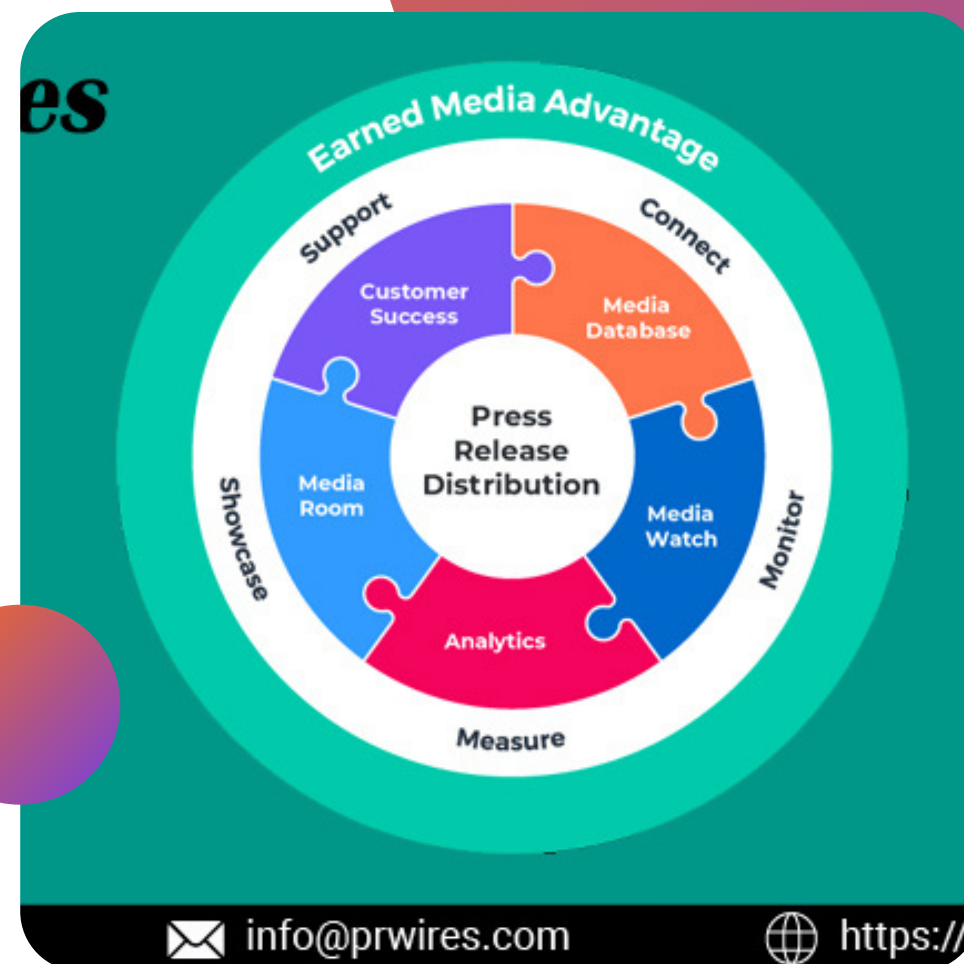 es
Earned Media Advantage
Support
Connect
Customer
Success
Media
Database
Press
Release
Distribution
Media
Room
Media
Watch
Showcase
Monitor
Analytics
Measure
info@prwires.com
https://